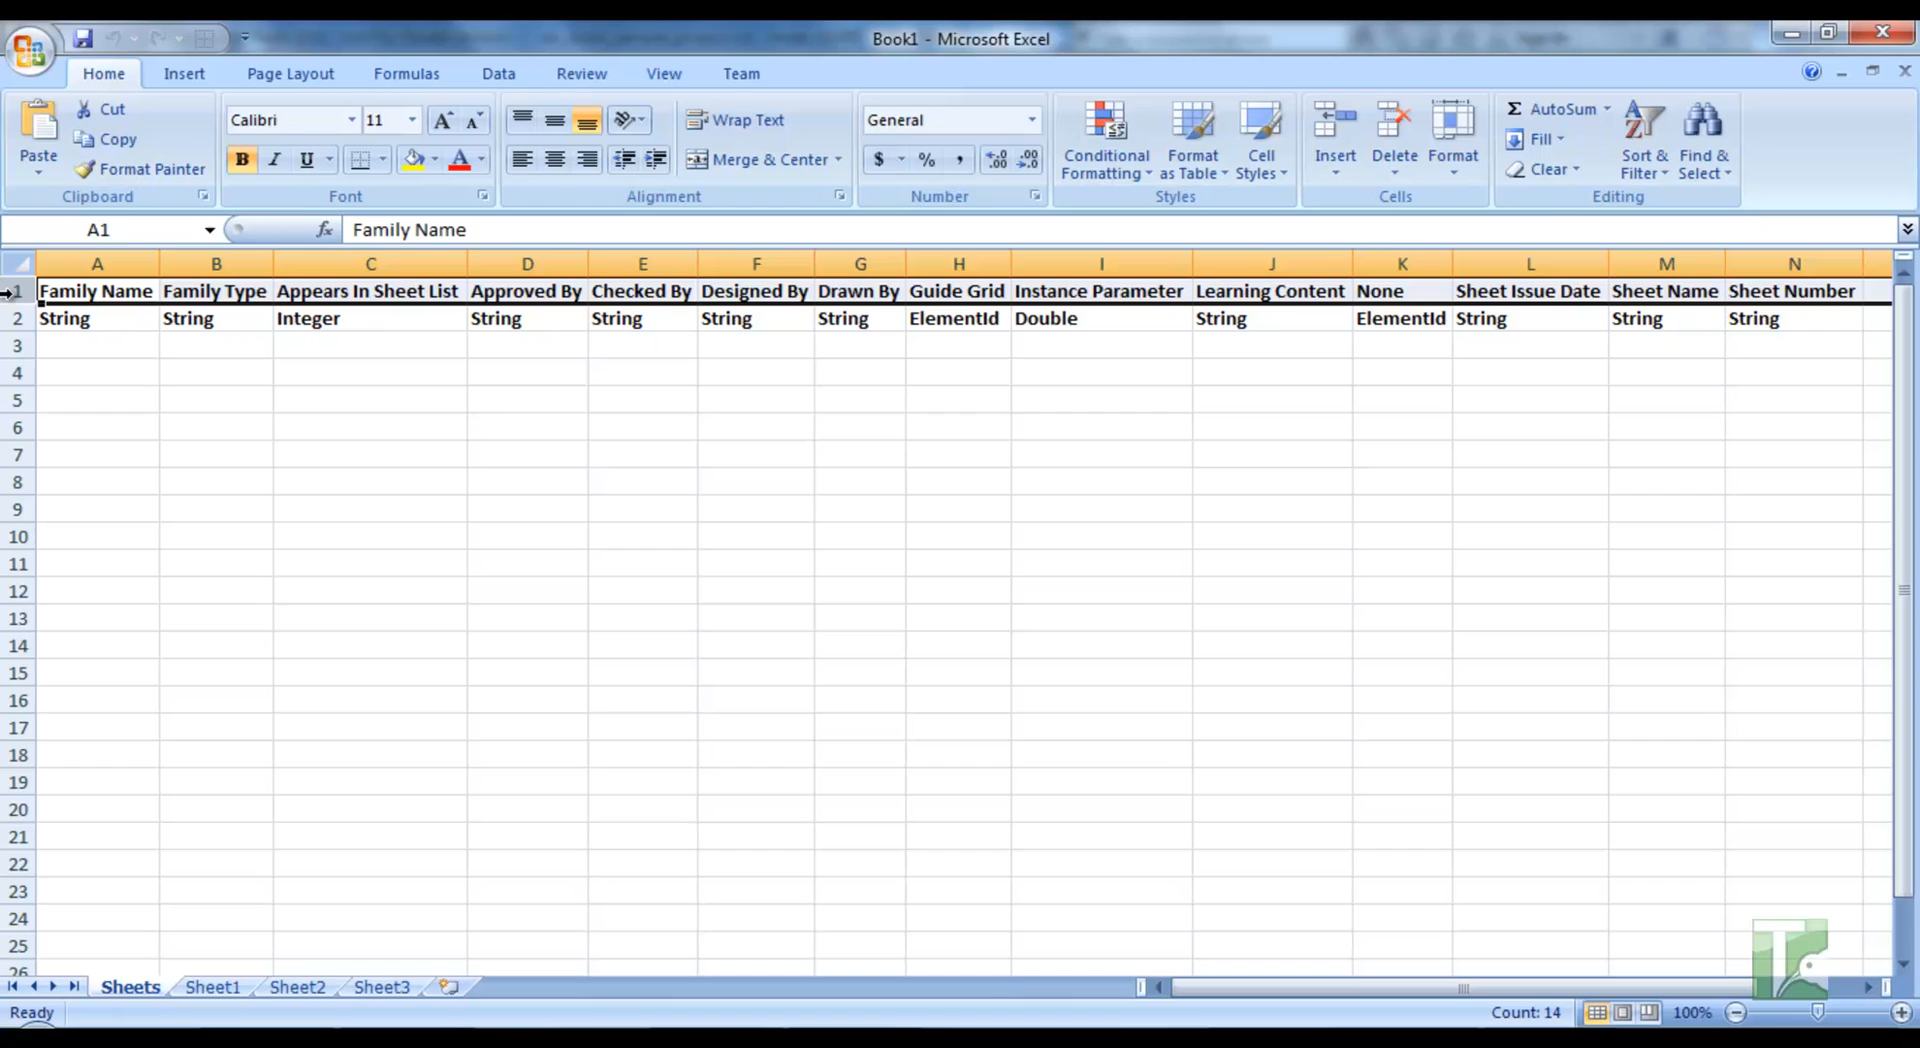 Book1 - Microsoft Excel
Home Insert Page Layout Formulas Data Review View Team
Paste Cut Copy Format Painter Clipboard
Calibri 11 A A B I U A Font
Wrap Text Merge & Center Alignment
General $ % , .00 .00 Number
Conditional Formatting Format as Table Cell Styles Styles
Insert Delete Format Cells
Σ AutoSum Fill Clear Sort & Filter Find & Select Editing
A1 fx Family Name
A B C D E F G H I J K L M N
1 Family Name Family Type Appears In Sheet List Approved By Checked By Designed By Drawn By Guide Grid Instance Parameter Learning Content None Sheet Issue Date Sheet Name Sheet Number
2 String String Integer String String String String ElementId Double String ElementId String String String
3
4
5
6
7
8
9
10
11
12
13
14
15
16
17
18
19
20
21
22
23
24
25
26
Sheets Sheet1 Sheet2 Sheet3
Ready Count: 14 100%